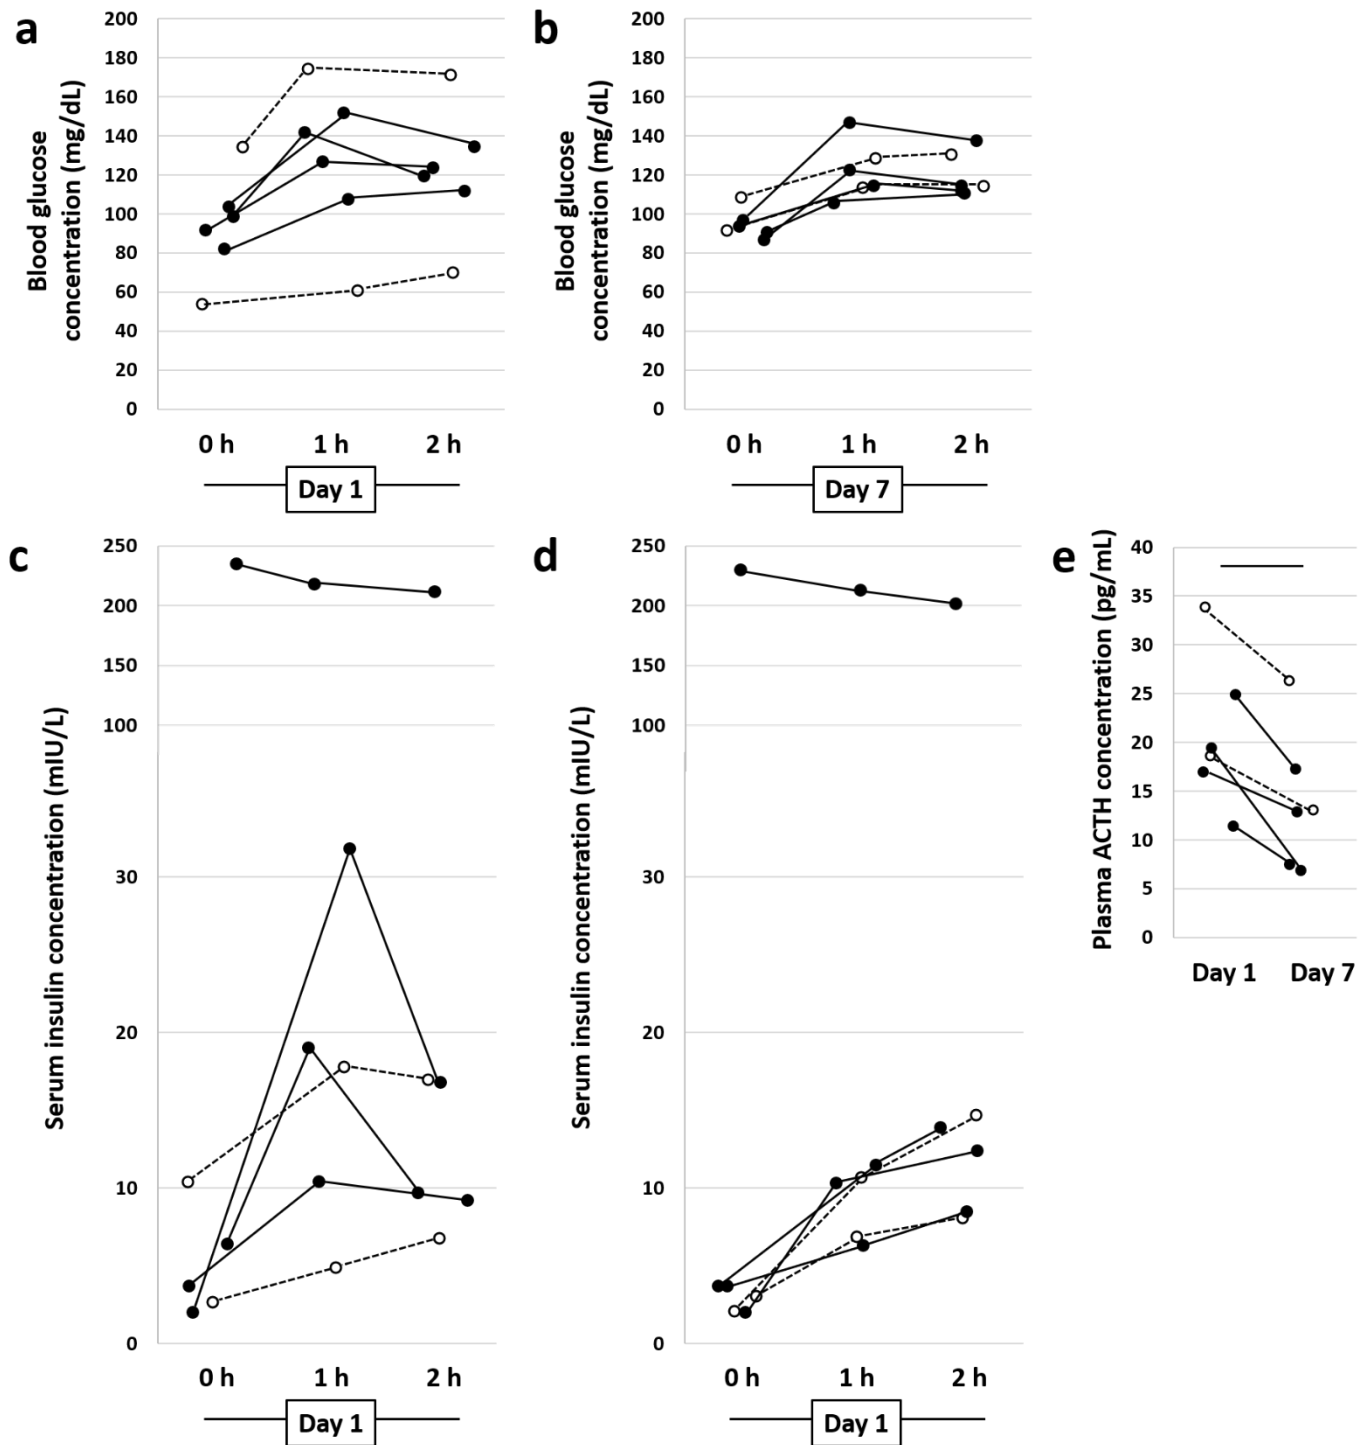 a
Blood glucose
concentration (mg/dL)
200
180
160
140
120
100
80
60
40
20
0
0 h 1 h 2 h
Day 1
b
Blood glucose
concentration (mg/dL)
200
180
160
140
120
100
80
60
40
20
0
0 h 1 h 2 h
Day 7
c
Serum insulin concentration (mIU/L)
250
200
150
100
30
20
10
0
0 h 1 h 2 h
Day 1
d
Serum insulin concentration (mIU/L)
250
200
150
100
30
20
10
0
0 h 1 h 2 h
Day 1
e
Plasma ACTH concentration (pg/mL)
40
35
30
25
20
15
10
5
0
Day 1 Day 7